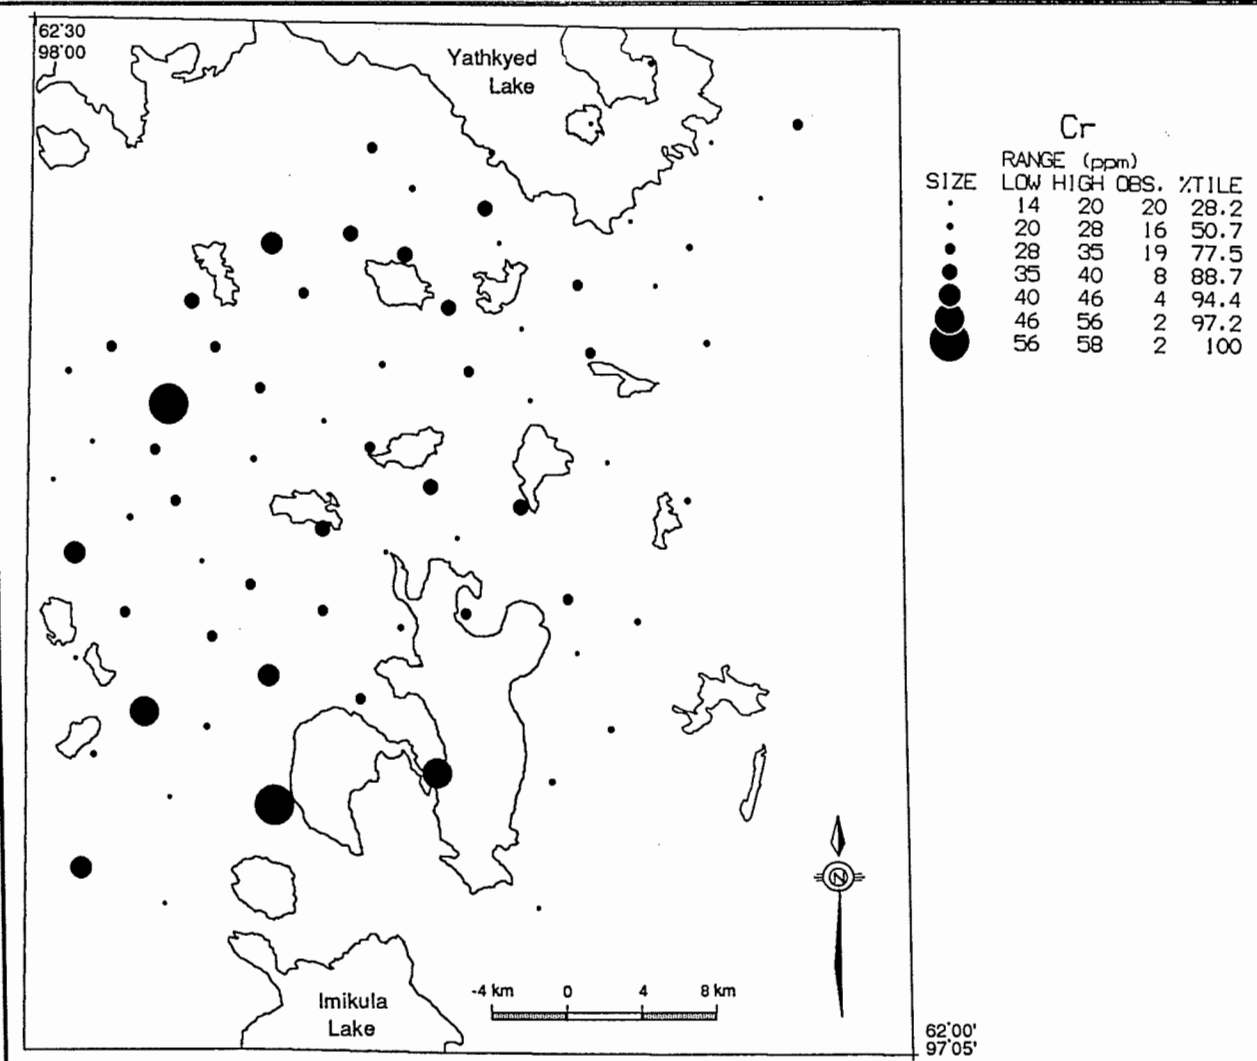 62°30
98°00
Yathkyed
Lake
Cr
RANGE (ppm)
SIZE LOW HIGH OBS. %TILE
14 20 20 28.2
20 28 16 50.7
28 35 19 77.5
35 40 8 88.7
40 46 4 94.4
46 56 2 97.2
56 58 2 100
N
-4 km 0 4 8 km
Imikula
Lake
62°00'
97°05'